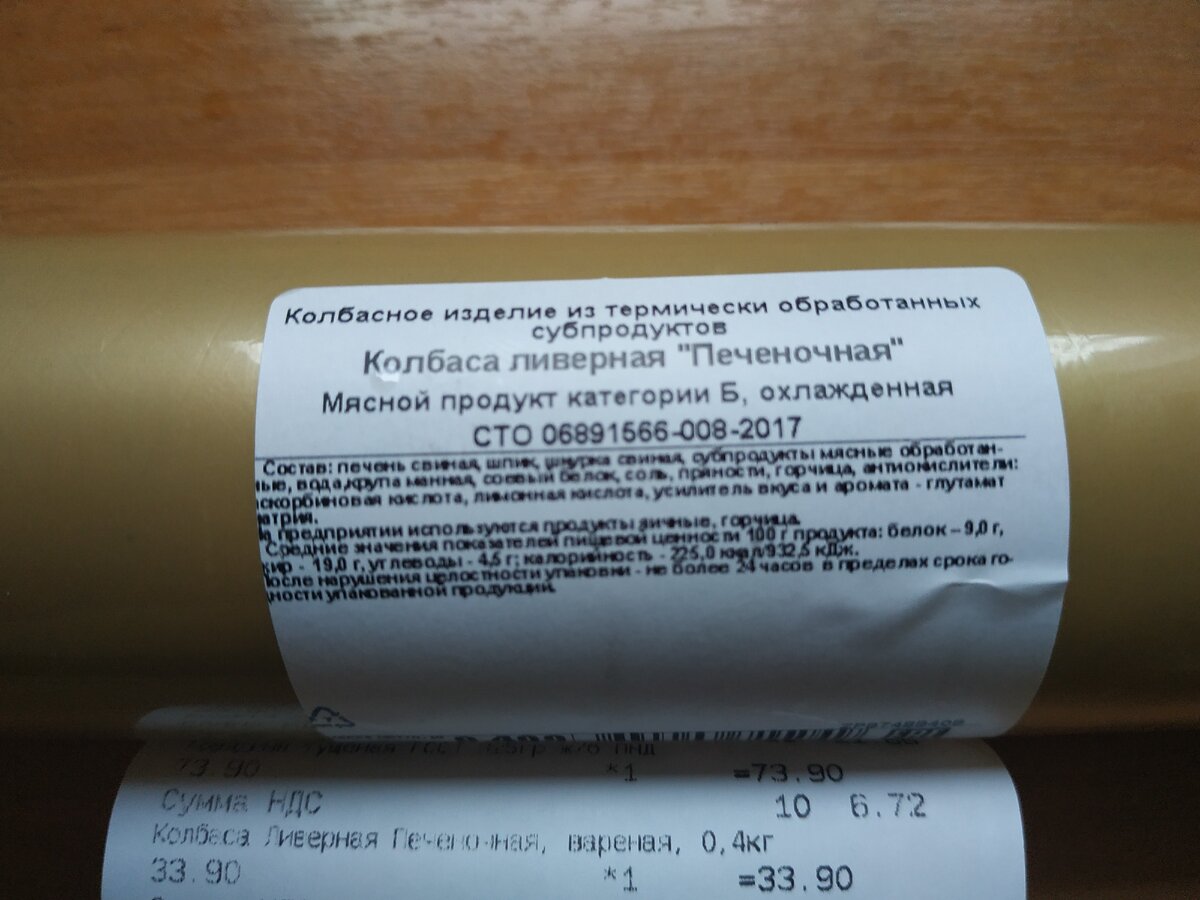 Колбасное изделие из термически обработанных
субпродуктов
Колбаса ливерная "Печеночная"
Мясной продукт категории Б, охлажденная
СТО 06891566-008-2017
Состав: печень свиная, шпик, шкурка свиная, субпродукты мясные обработан-
ные, вода,крупа манная, соевый белок, соль, пряности, горчица, антиокислители:
скорбиновая кислота, лимонная кислота, усилитель вкуса и аромата - глутамат
атрия.
а предприятии используются продукты яичные, горчица.
Средние значения показателей пищевой ценности 100 г продукта: белок – 9,0 г,
жир - 19,0 г, углеводы - 4,5 г; калорийность - 225,0 ккал/932,5 кДж.
После нарушения целостности упаковки - не более 24 часов в пределах срока го-
дности упакованной продукции.
73.90 *1 =73.90
Сумма НДС 10 6.72
Колбаса Ливерная Печеночная, вареная, 0,4кг
33.90 *1 =33.90